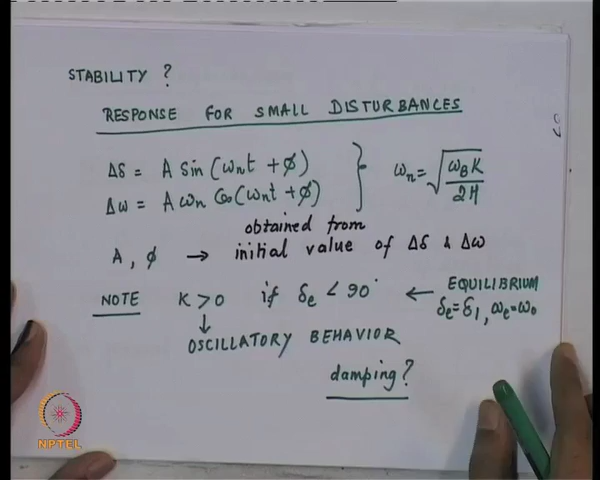 STABILITY ?
RESPONSE FOR SMALL DISTURBANCES
Δδ = A sin (ωnt + ϕ)
Δω = A ωn Cos (ωnt + ϕ)
ωn = √(ωB K / 2H)
obtained from
A, ϕ → initial value of Δδ & Δω
NOTE K > 0 if δe < 90° ← EQUILIBRIUM
δe = δ1, ωe = ω0
↓
OSCILLATORY BEHAVIOR
damping?
NPTEL